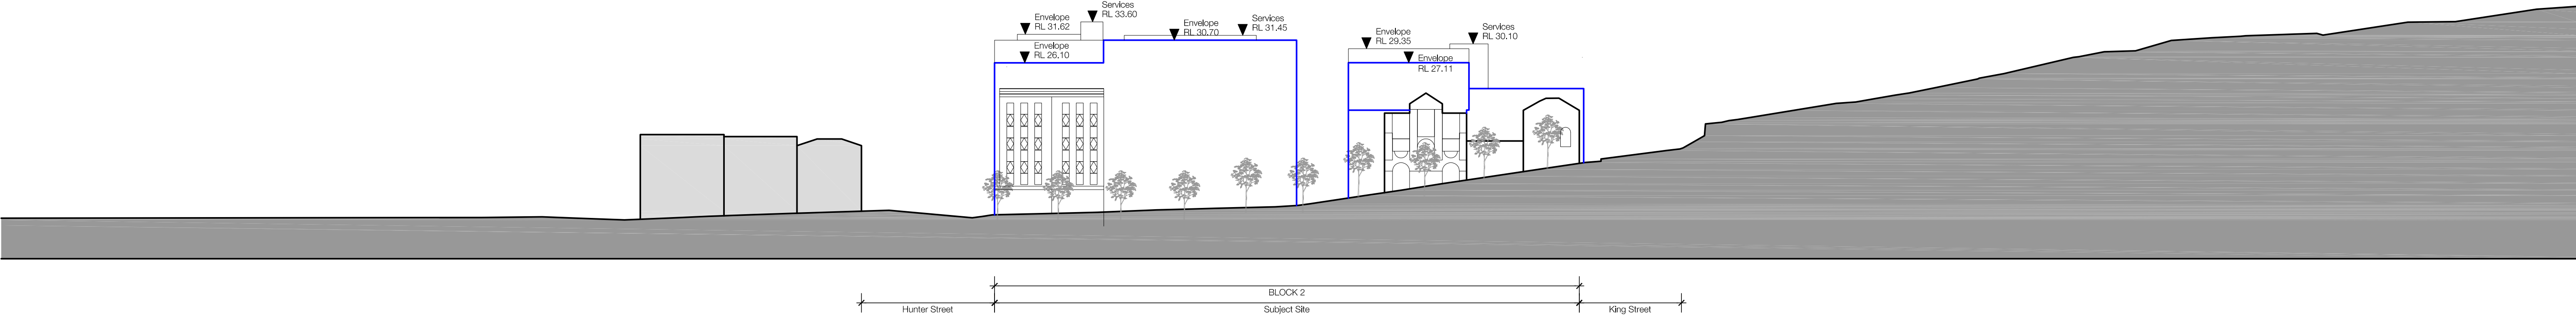 Services
RL 33.60
Envelope
RL 31.62
Envelope
RL 30.70
Services
RL 31.45
Envelope
RL 26.10
Envelope
RL 29.35
Services
RL 30.10
Envelope
RL 27.11
BLOCK 2
Hunter Street
Subject Site
King Street